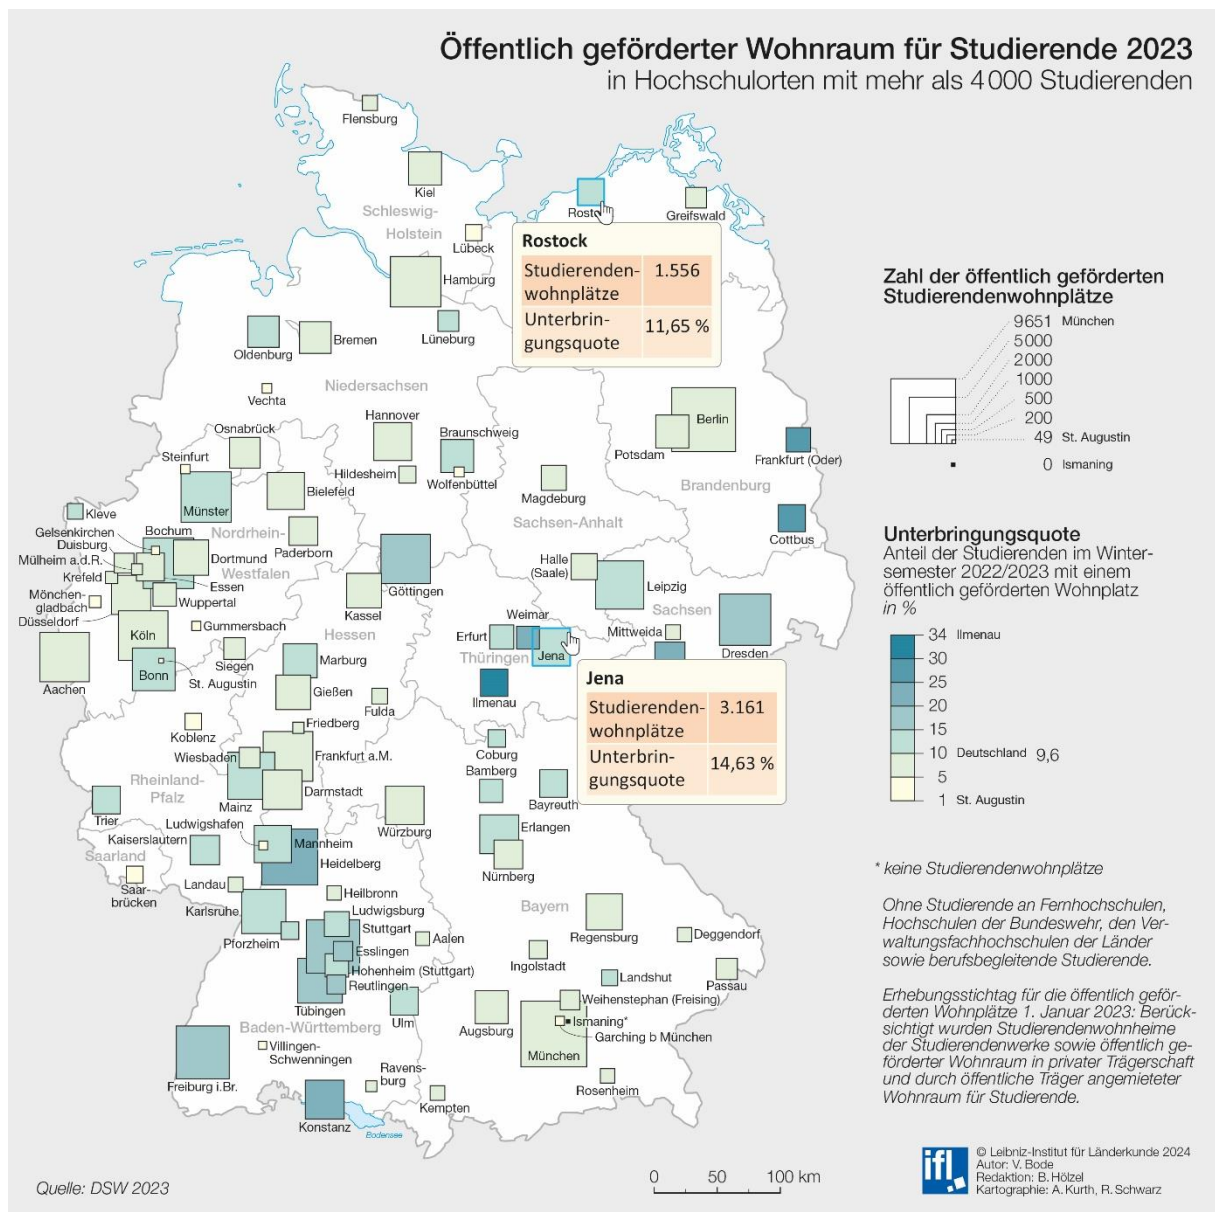 Öffentlich geförderter Wohnraum für Studierende 2023
in Hochschulorten mit mehr als 4 000 Studierenden
Flensburg
Kiel
Schleswig-
Holstein
Lübeck
Hamburg
Greifswald
Rostock
Studierenden-
wohnplätze
1.556
Unterbrin-
gungsquote
11,65 %
Oldenburg
Bremen
Lüneburg
Vechta
Niedersachsen
Osnabrück
Hannover
Braunschweig
Steinfurt
Hildesheim
Wolfenbüttel
Berlin
Potsdam
Frankfurt (Oder)
Magdeburg
Brandenburg
Bielefeld
Münster
Kleve
Sachsen-Anhalt
Cottbus
Gelsenkirchen
Bochum
Nordrhein-
Duisburg
Paderborn
Mülheim a.d.R.
Dortmund
Halle
(Saale)
Krefeld
Westfalen
Essen
Göttingen
Leipzig
Mönchen-
gladbach
Wuppertal
Kassel
Sachsen
Düsseldorf
Gummersbach
Weimar
Köln
Hessen
Erfurt
Mittweida
Siegen
Thüringen
Jena
Dresden
Marburg
Bonn
Aachen
St. Augustin
Gießen
Ilmenau
Fulda
Jena
Studierenden-
wohnplätze
3.161
Unterbrin-
gungsquote
14,63 %
Koblenz
Friedberg
Wiesbaden
Frankfurt a.M.
Coburg
Bamberg
Rheinland-
Pfalz
Darmstadt
Mainz
Bayreuth
Trier
Ludwigshafen
Würzburg
Kaiserslautern
Mannheim
Erlangen
Saarland
Heidelberg
Nürnberg
Saar-
brücken
Landau
Heilbronn
Karlsruhe
Ludwigsburg
Bayern
Pforzheim
Stuttgart
Regensburg
Deggendorf
Aalen
Esslingen
Ingolstadt
Hohenheim (Stuttgart)
Landshut
Passau
Reutlingen
Tübingen
Ulm
Weihenstephan (Freising)
Augsburg
Ismaning*
Baden-Württemberg
Garching b München
Villingen-
Schwenningen
München
Freiburg i.Br.
Ravens-
burg
Rosenheim
Kempten
Konstanz
Bodensee
Zahl der öffentlich geförderten
Studierendenwohnplätze
9651 München
5000
2000
1000
500
200
49 St. Augustin
0 Ismaning
Unterbringungsquote
Anteil der Studierenden im Winter-
semester 2022/2023 mit einem
öffentlich geförderten Wohnplatz
in %
34 Ilmenau
30
25
20
15
10 Deutschland 9,6
5
1 St. Augustin
* keine Studierendenwohnplätze
Ohne Studierende an Fernhochschulen,
Hochschulen der Bundeswehr, den Ver-
waltungsfachhochschulen der Länder
sowie berufsbegleitende Studierende.
Erhebungsstichtag für die öffentlich geför-
derten Wohnplätze 1. Januar 2023: Berück-
sichtigt wurden Studierendenwohnheime
der Studierendenwerke sowie öffentlich ge-
förderter Wohnraum in privater Trägerschaft
und durch öffentliche Träger angemieteter
Wohnraum für Studierende.
Quelle: DSW 2023
0 50 100 km
ifl
© Leibniz-Institut für Länderkunde 2024
Autor: V. Bode
Redaktion: B. Hölzel
Kartographie: A. Kurth, R. Schwarz